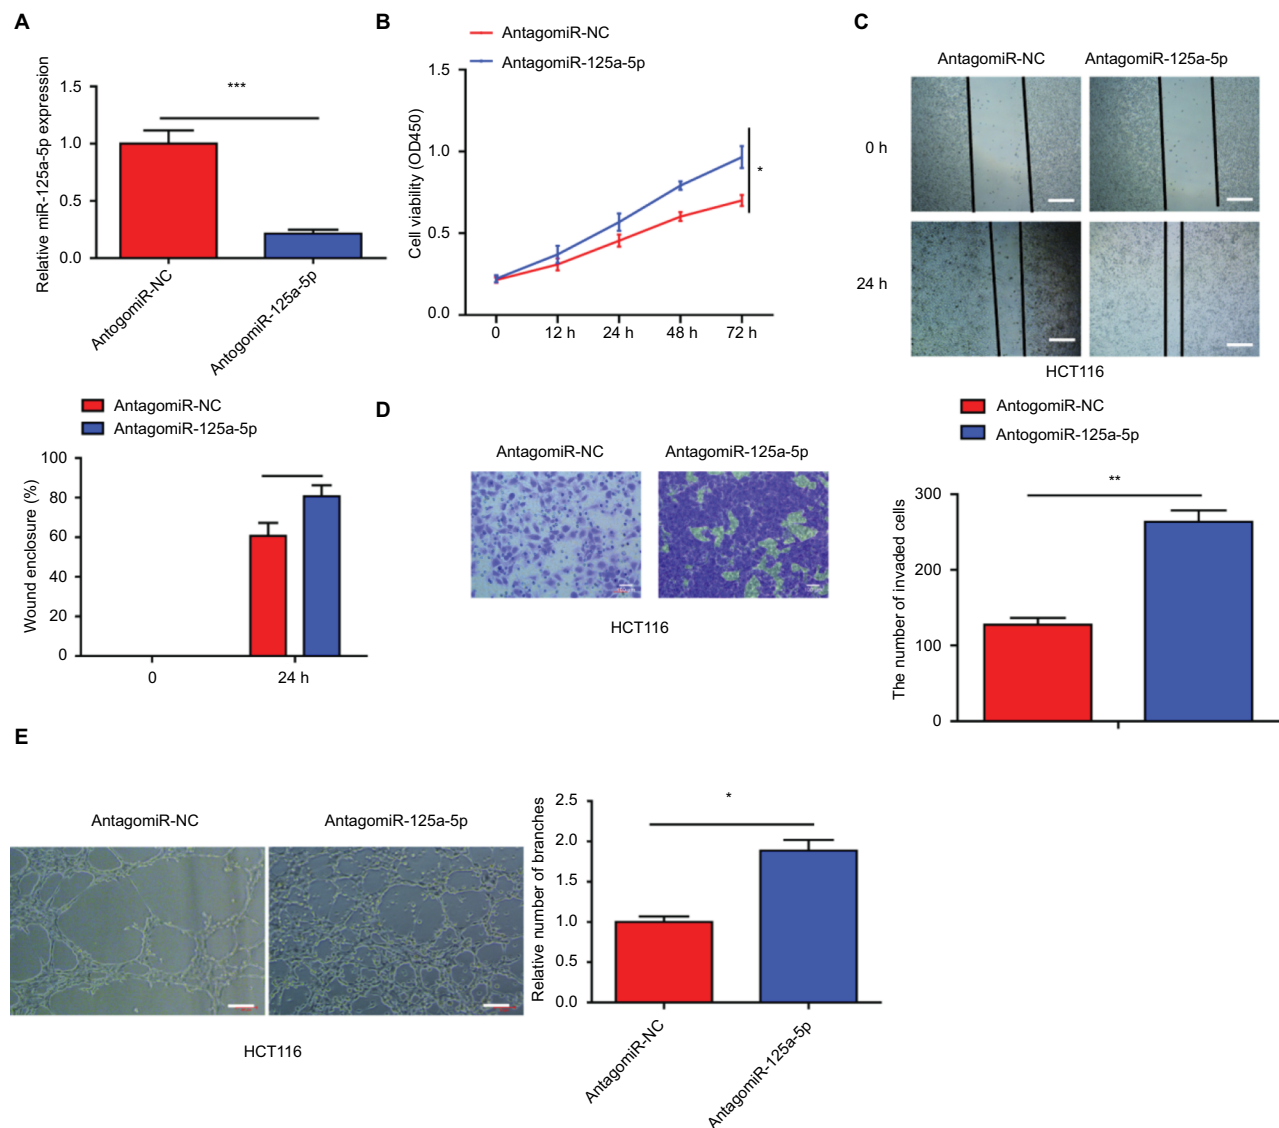 A
Relative miR-125a-5p expression
1.5
1.0
0.5
0.0
***
AntogomiR-NC
AntogomiR-125a-5p
B
AntagomiR-NC
AntagomiR-125a-5p
Cell viability (OD450)
1.5
1.0
0.5
0.0
*
0 12 h 24 h 48 h 72 h
C
AntagomiR-NC AntagomiR-125a-5p
0 h
24 h
HCT116
AntagomiR-NC
AntagomiR-125a-5p
Wound enclosure (%)
100
80
60
40
20
0
0 24 h
D
AntagomiR-NC AntagomiR-125a-5p
HCT116
AntogomiR-NC
AntogomiR-125a-5p
The number of invaded cells
300
200
100
0
**
E
AntagomiR-NC AntagomiR-125a-5p
HCT116
Relative number of branches
2.5
2.0
1.5
1.0
0.5
0.0
*
AntagomiR-NC
AntagomiR-125a-5p